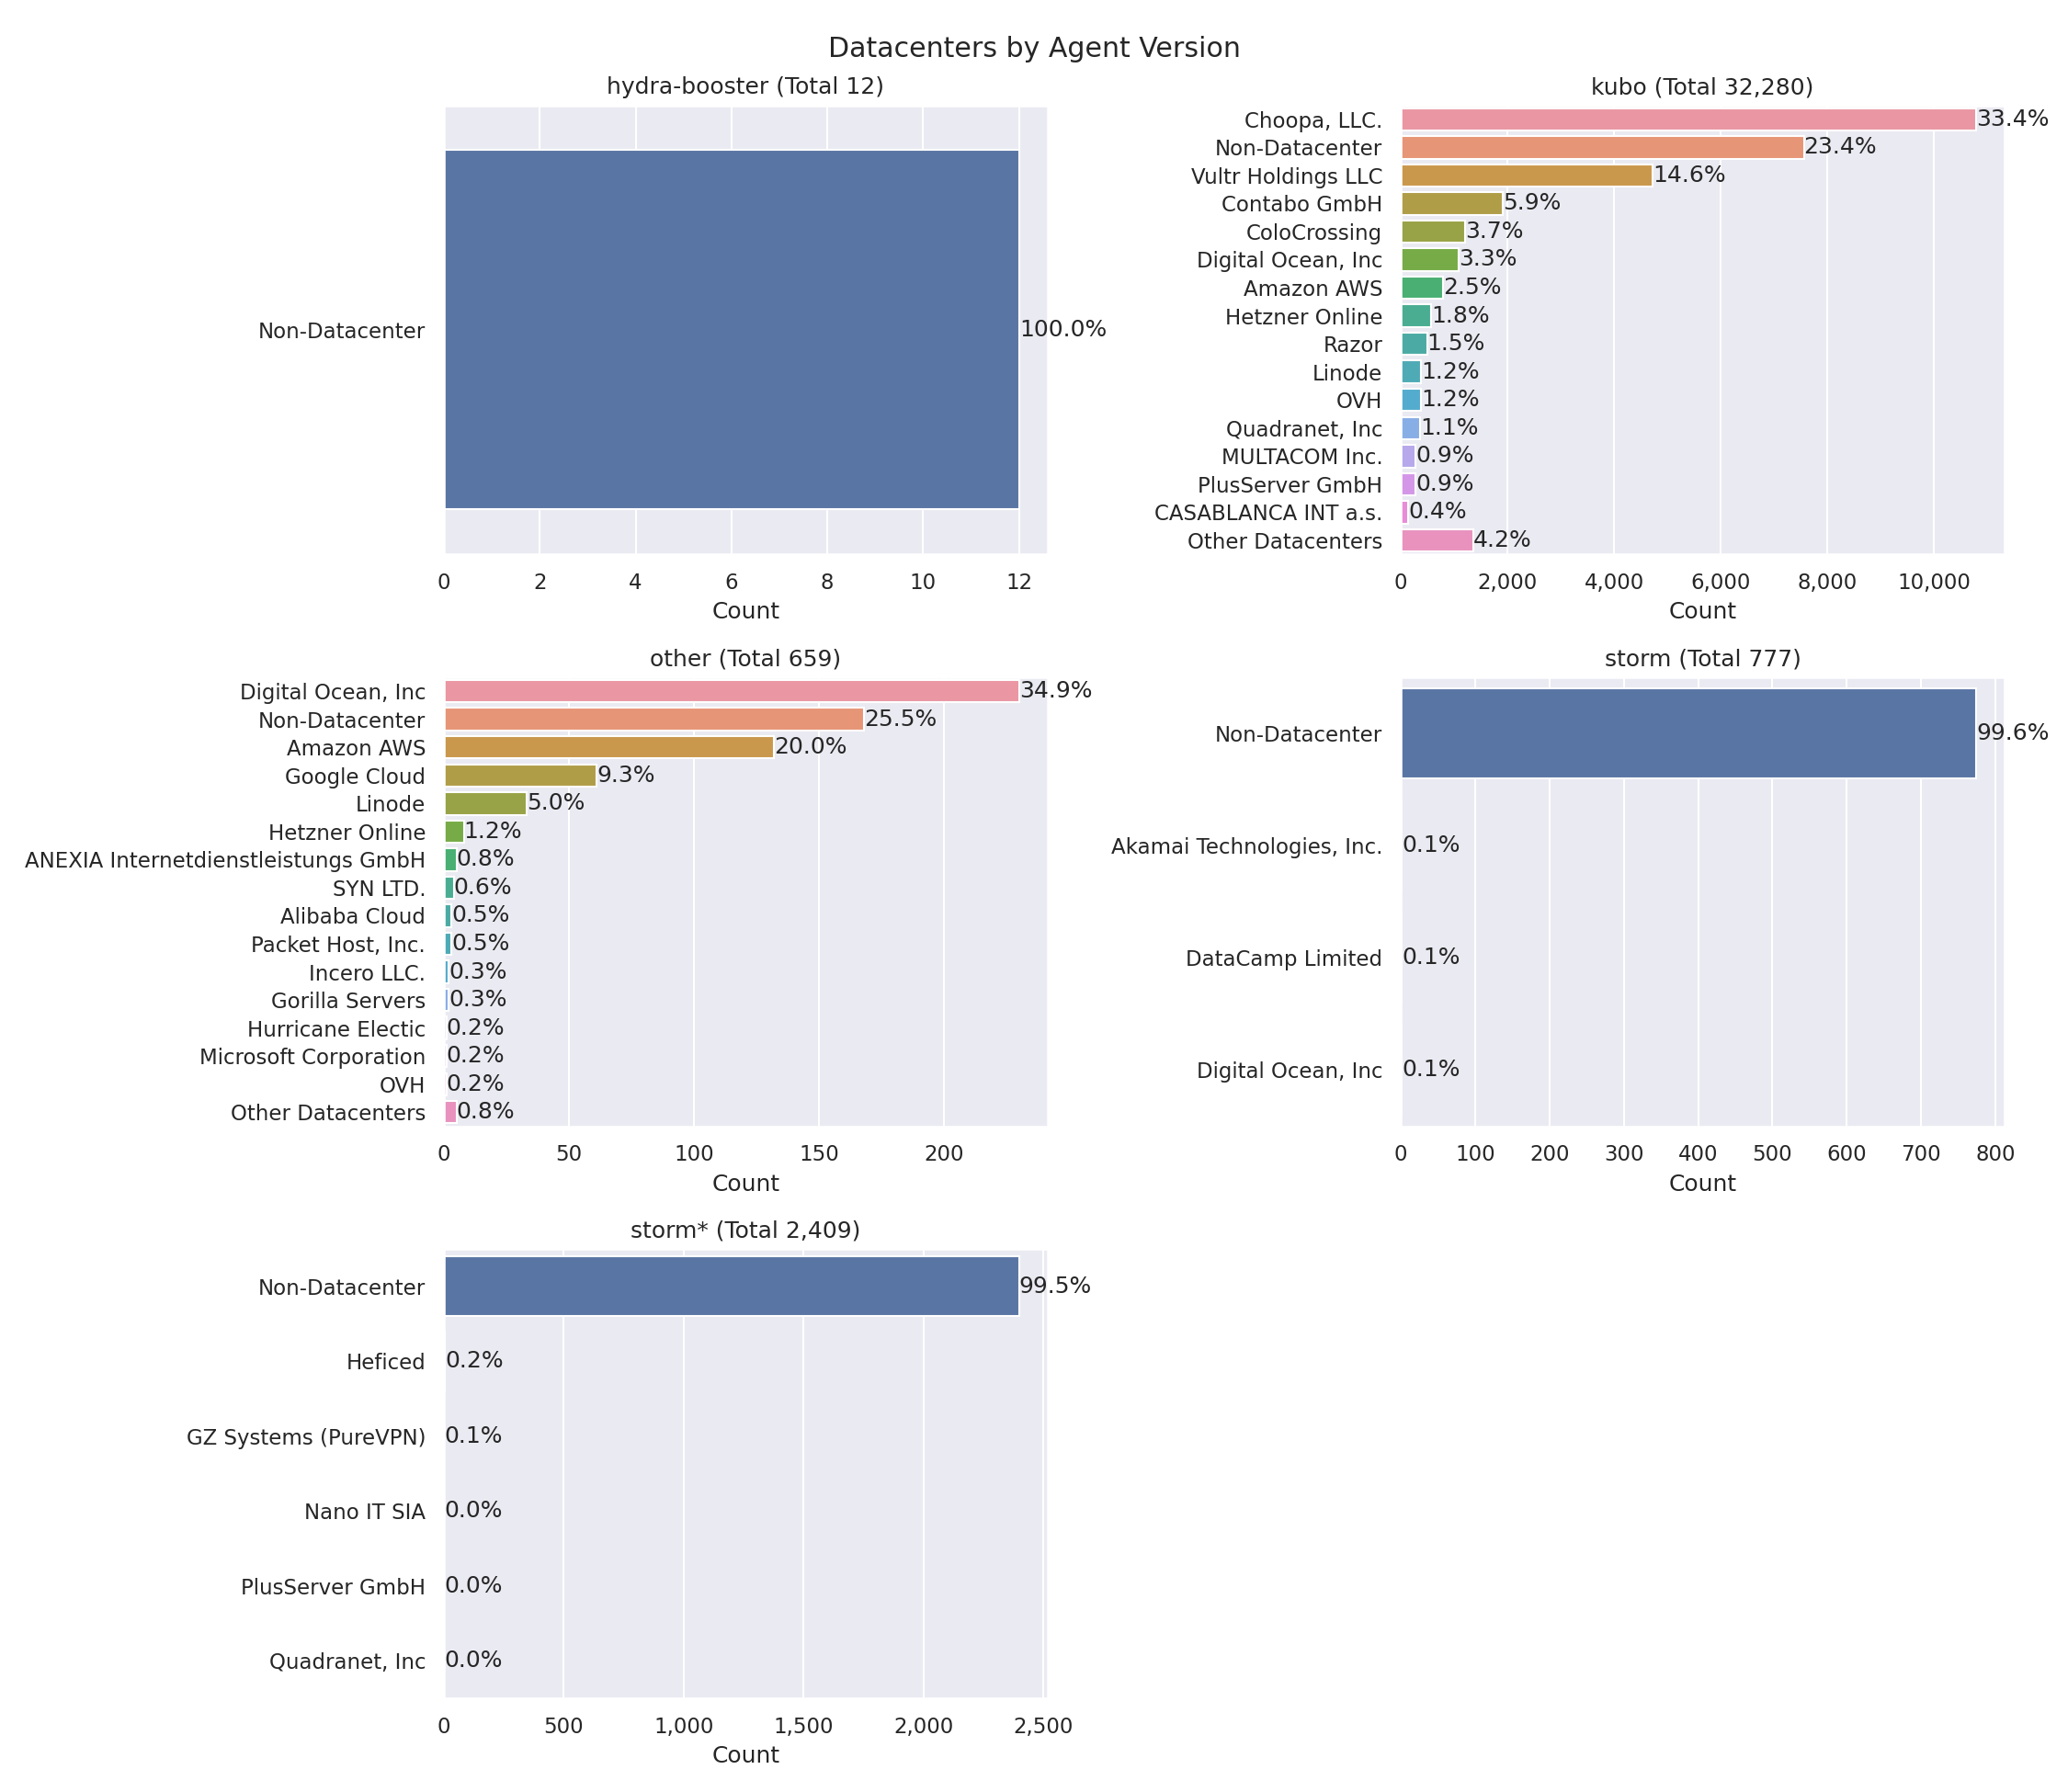 Datacenters by Agent Version
hydra-booster (Total 12)
Non-Datacenter
100.0%
0 2 4 6 8 10 12
Count
kubo (Total 32,280)
Choopa, LLC. 33.4%
Non-Datacenter 23.4%
Vultr Holdings LLC 14.6%
Contabo GmbH 5.9%
ColoCrossing 3.7%
Digital Ocean, Inc 3.3%
Amazon AWS 2.5%
Hetzner Online 1.8%
Razor 1.5%
Linode 1.2%
OVH 1.2%
Quadranet, Inc 1.1%
MULTACOM Inc. 0.9%
PlusServer GmbH 0.9%
CASABLANCA INT a.s. 0.4%
Other Datacenters 4.2%
0 2,000 4,000 6,000 8,000 10,000
Count
other (Total 659)
Digital Ocean, Inc 34.9%
Non-Datacenter 25.5%
Amazon AWS 20.0%
Google Cloud 9.3%
Linode 5.0%
Hetzner Online 1.2%
ANEXIA Internetdienstleistungs GmbH 0.8%
SYN LTD. 0.6%
Alibaba Cloud 0.5%
Packet Host, Inc. 0.5%
Incero LLC. 0.3%
Gorilla Servers 0.3%
Hurricane Electic 0.2%
Microsoft Corporation 0.2%
OVH 0.2%
Other Datacenters 0.8%
0 50 100 150 200
Count
storm (Total 777)
Non-Datacenter 99.6%
Akamai Technologies, Inc. 0.1%
DataCamp Limited 0.1%
Digital Ocean, Inc 0.1%
0 100 200 300 400 500 600 700 800
Count
storm* (Total 2,409)
Non-Datacenter 99.5%
Heficed 0.2%
GZ Systems (PureVPN) 0.1%
Nano IT SIA 0.0%
PlusServer GmbH 0.0%
Quadranet, Inc 0.0%
0 500 1,000 1,500 2,000 2,500
Count